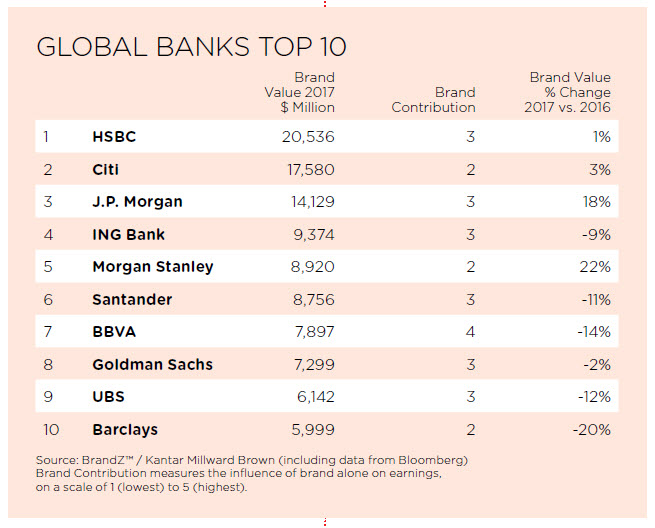 GLOBAL BANKS TOP 10
Brand Value 2017 $ Million Brand Contribution Brand Value % Change 2017 vs. 2016
1 HSBC 20,536 3 1%
2 Citi 17,580 2 3%
3 J.P. Morgan 14,129 3 18%
4 ING Bank 9,374 3 -9%
5 Morgan Stanley 8,920 2 22%
6 Santander 8,756 3 -11%
7 BBVA 7,897 4 -14%
8 Goldman Sachs 7,299 3 -2%
9 UBS 6,142 3 -12%
10 Barclays 5,999 2 -20%
Source: BrandZ™ / Kantar Millward Brown (including data from Bloomberg)
Brand Contribution measures the influence of brand alone on earnings,
on a scale of 1 (lowest) to 5 (highest).